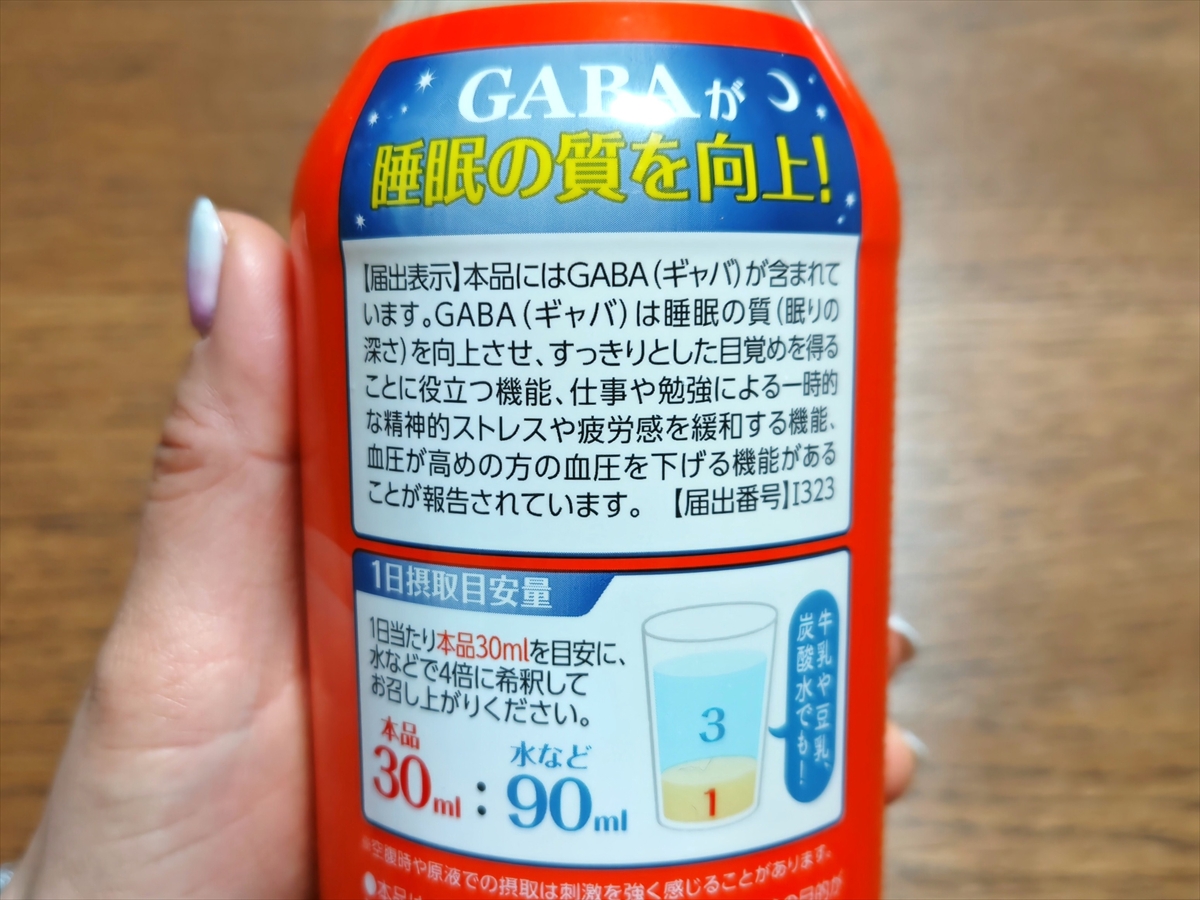 GABAが
睡眠の質を向上!
【届出表示】本品にはGABA(ギャバ)が含まれて
います。GABA(ギャバ)は睡眠の質(眠りの
深さ)を向上させ、すっきりとした目覚めを得る
ことに役立つ機能、仕事や勉強による一時的
な精神的ストレスや疲労感を緩和する機能、
血圧が高めの方の血圧を下げる機能がある
ことが報告されています。 【届出番号】I323
1日摂取目安量
1日当たり本品30mlを目安に、
水などで4倍に希釈して
お召し上がりください。
本品
30ml
:
水など
90ml
3
1
牛乳や豆乳、
炭酸水でも!
※空腹時や原液での摂取は刺激を強く感じることがあります。
●本品は
の目的が